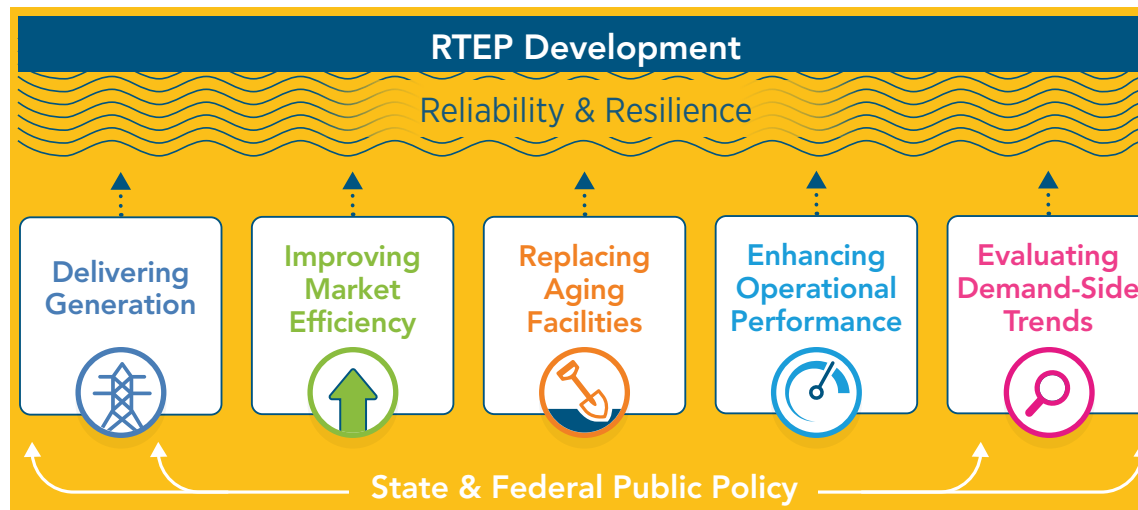 RTEP Development
Reliability & Resilience
Delivering
Generation
Improving
Market
Efficiency
Replacing
Aging
Facilities
Enhancing
Operational
Performance
Evaluating
Demand-Side
Trends
State & Federal Public Policy